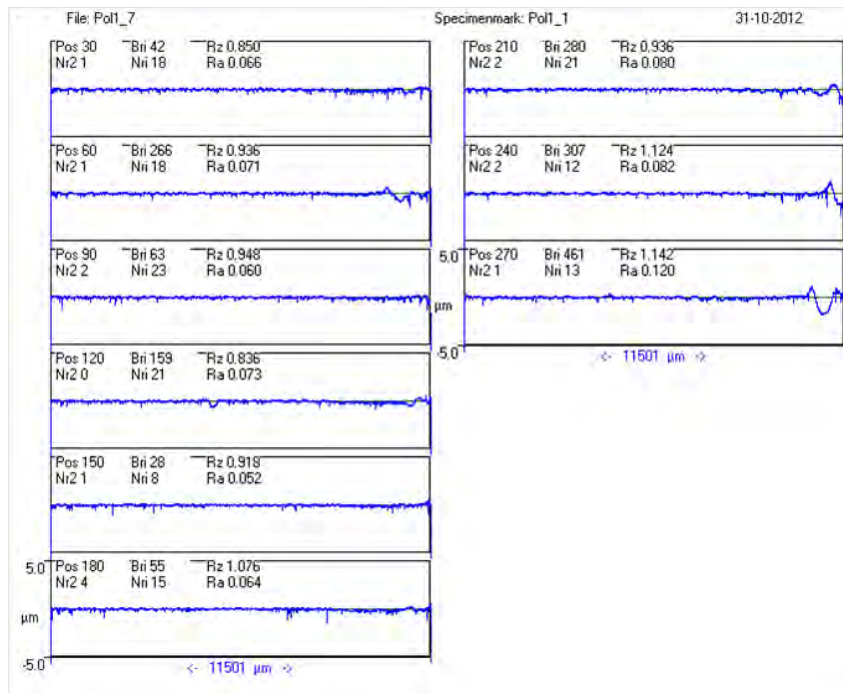 File: Pol1_7 Specimenmark: Pol1_1 31-10-2012
Pos 30 Bri 42 Rz 0.850
Nr2 1 Nri 18 Ra 0.066
Pos 60 Bri 266 Rz 0.936
Nr2 1 Nri 18 Ra 0.071
Pos 90 Bri 63 Rz 0.948
Nr2 2 Nri 23 Ra 0.060
Pos 120 Bri 159 Rz 0.836
Nr2 0 Nri 21 Ra 0.073
Pos 150 Bri 28 Rz 0.918
Nr2 1 Nri 8 Ra 0.052
5.0 Pos 180 Bri 55 Rz 1.076
Nr2 4 Nri 15 Ra 0.064
µm
-5.0
<- 11501 µm ->
Pos 210 Bri 280 Rz 0.936
Nr2 2 Nri 21 Ra 0.080
Pos 240 Bri 307 Rz 1.124
Nr2 2 Nri 12 Ra 0.082
5.0 Pos 270 Bri 461 Rz 1.142
Nr2 1 Nri 13 Ra 0.120
µm
-5.0
<- 11501 µm ->